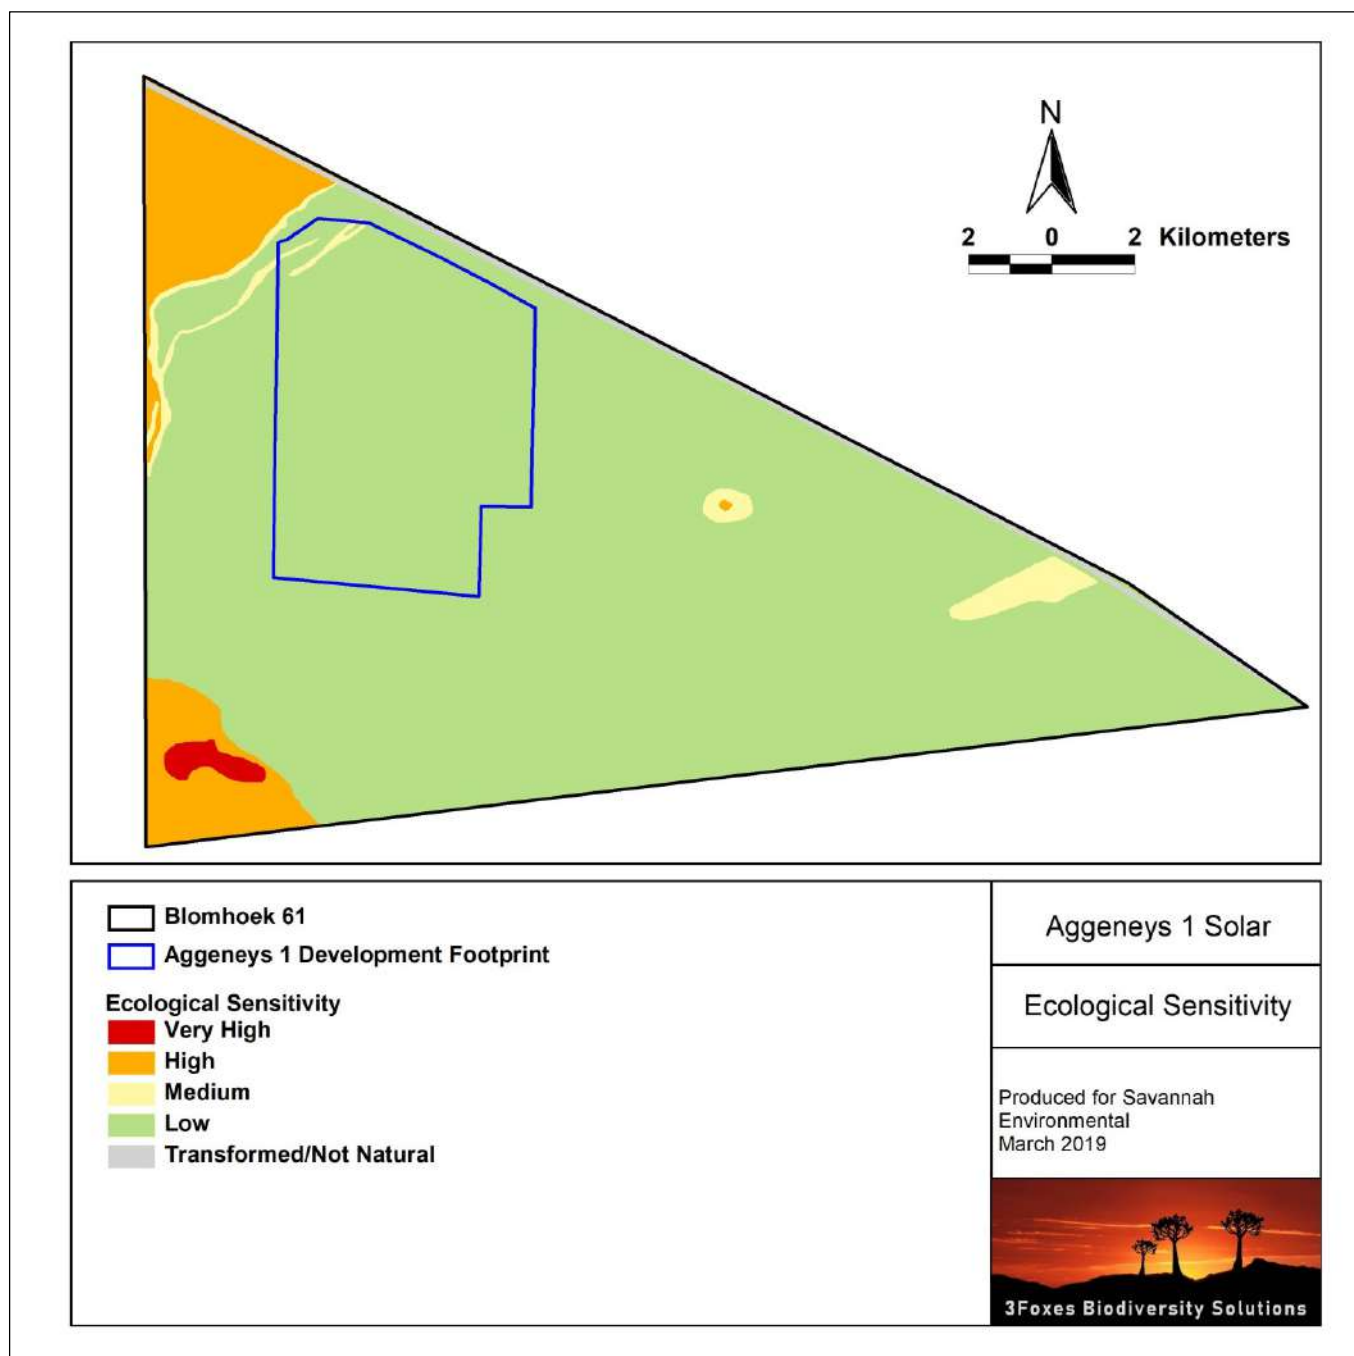 N
2 0 2 Kilometers
Blomhoek 61
Aggeneys 1 Development Footprint
Ecological Sensitivity
Very High
High
Medium
Low
Transformed/Not Natural
Aggeneys 1 Solar
Ecological Sensitivity
Produced for Savannah
Environmental
March 2019
3Foxes Biodiversity Solutions